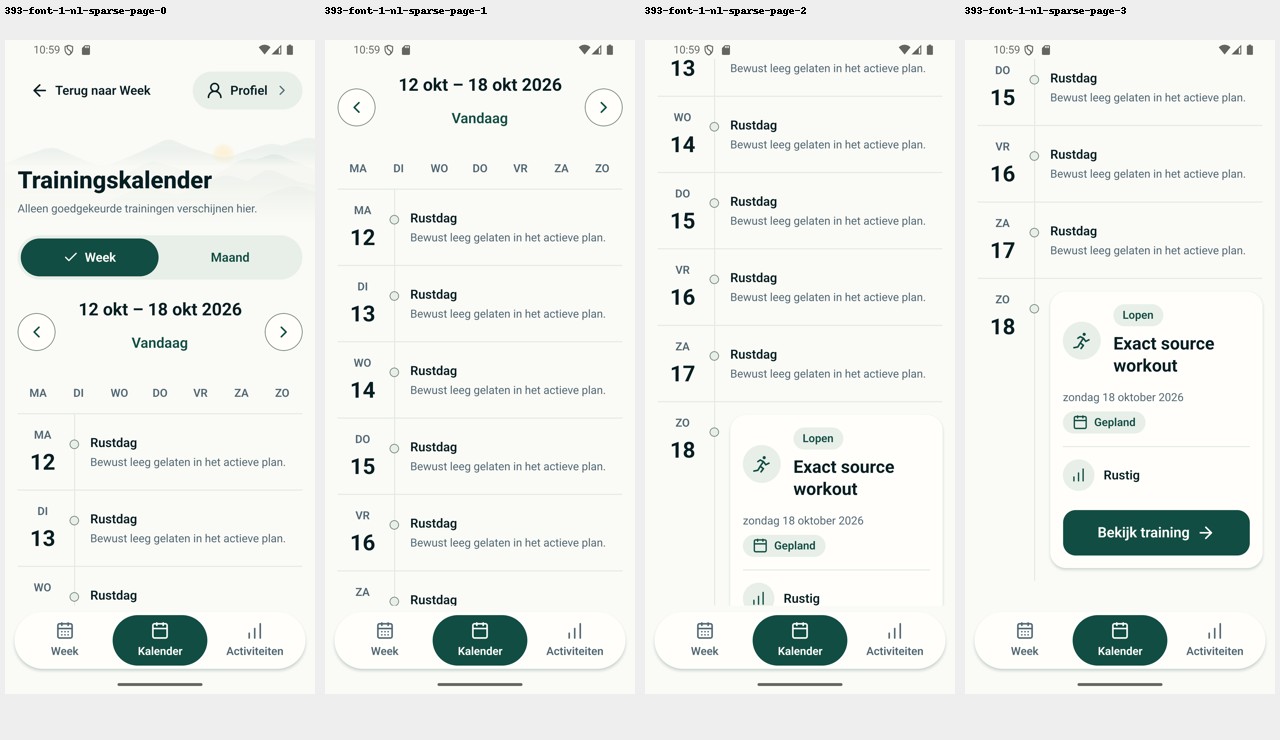 393-font-1-nl-sparse-page-0
10:59
Terug naar Week
Profiel
Trainingskalender
Alleen goedgekeurde trainingen verschijnen hier.
Week
Maand
12 okt – 18 okt 2026
Vandaag
MA DI WO DO VR ZA ZO
MA
12
Rustdag
Bewust leeg gelaten in het actieve plan.
DI
13
Rustdag
Bewust leeg gelaten in het actieve plan.
WO
Rustdag
Week
Kalender
Activiteiten
393-font-1-nl-sparse-page-1
10:59
12 okt – 18 okt 2026
Vandaag
MA DI WO DO VR ZA ZO
MA
12
Rustdag
Bewust leeg gelaten in het actieve plan.
DI
13
Rustdag
Bewust leeg gelaten in het actieve plan.
WO
14
Rustdag
Bewust leeg gelaten in het actieve plan.
DO
15
Rustdag
Bewust leeg gelaten in het actieve plan.
VR
16
Rustdag
Bewust leeg gelaten in het actieve plan.
ZA
Rustdag
Week
Kalender
Activiteiten
393-font-1-nl-sparse-page-2
10:59
13
Bewust leeg gelaten in het actieve plan.
WO
14
Rustdag
Bewust leeg gelaten in het actieve plan.
DO
15
Rustdag
Bewust leeg gelaten in het actieve plan.
VR
16
Rustdag
Bewust leeg gelaten in het actieve plan.
ZA
17
Rustdag
Bewust leeg gelaten in het actieve plan.
ZO
18
Lopen
Exact source
workout
zondag 18 oktober 2026
Gepland
Rustig
Week
Kalender
Activiteiten
393-font-1-nl-sparse-page-3
10:59
DO
15
Rustdag
Bewust leeg gelaten in het actieve plan.
VR
16
Rustdag
Bewust leeg gelaten in het actieve plan.
ZA
17
Rustdag
Bewust leeg gelaten in het actieve plan.
ZO
18
Lopen
Exact source
workout
zondag 18 oktober 2026
Gepland
Rustig
Bekijk training
Week
Kalender
Activiteiten